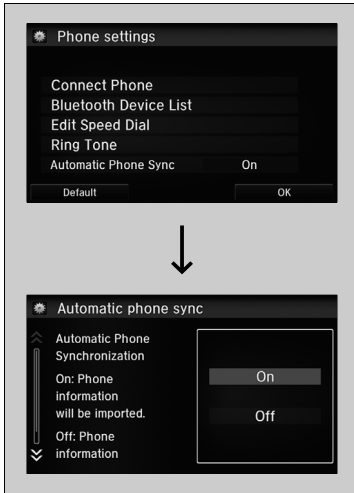 Phone settings
Connect Phone
Bluetooth Device List
Edit Speed Dial
Ring Tone
Automatic Phone Sync On
Default OK
Automatic phone sync
Automatic Phone
Synchronization
On: Phone
information
will be imported.
Off: Phone
information
On
Off